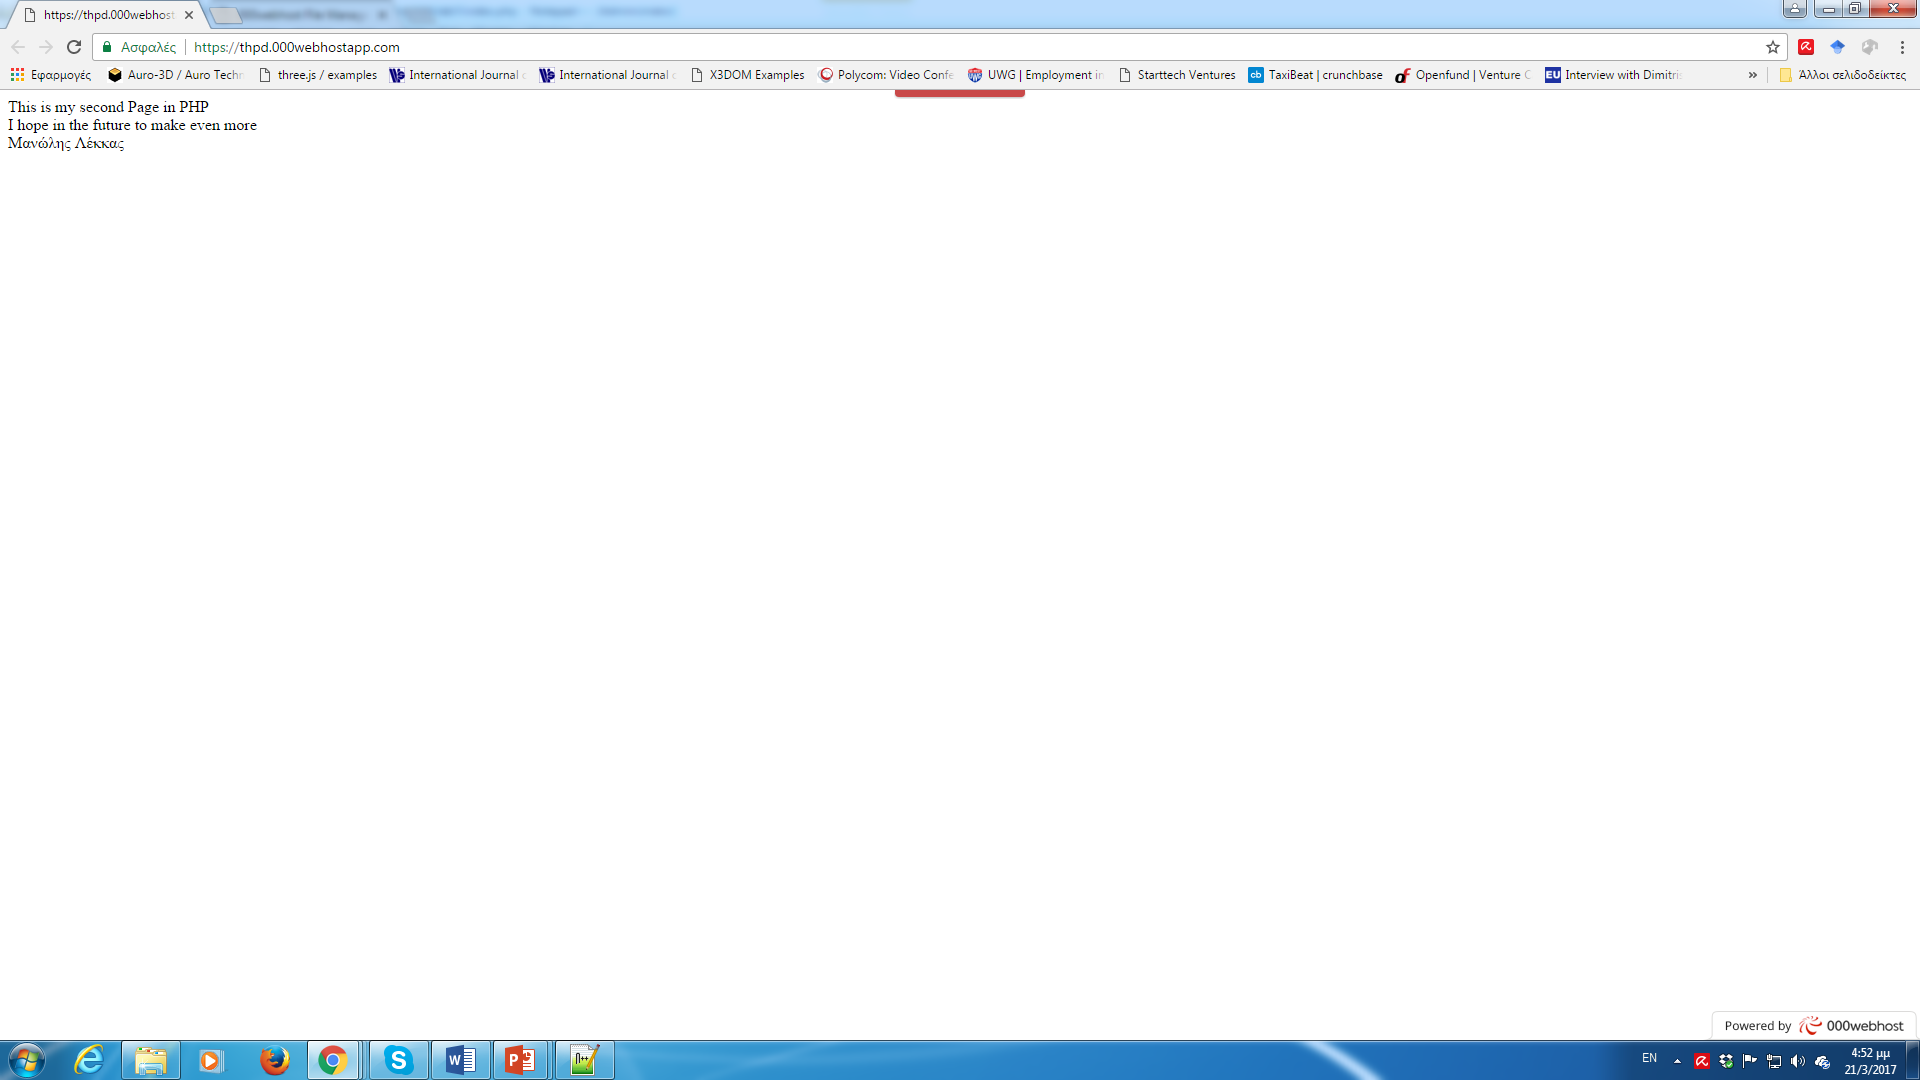 https://thpd.000webhost
Ασφαλές https://thpd.000webhostapp.com
Εφαρμογές Auro-3D / Auro Techn three.js / examples International Journal International Journal X3DOM Examples Polycom: Video Confe UWG | Employment in Starttech Ventures TaxiBeat | crunchbase Openfund | Venture C Interview with Dimitris » Άλλοι σελιδοδείκτες
This is my second Page in PHP
I hope in the future to make even more
Μανώλης Λέκκας
Powered by 000webhost
EN 4:52 μμ
21/3/2017